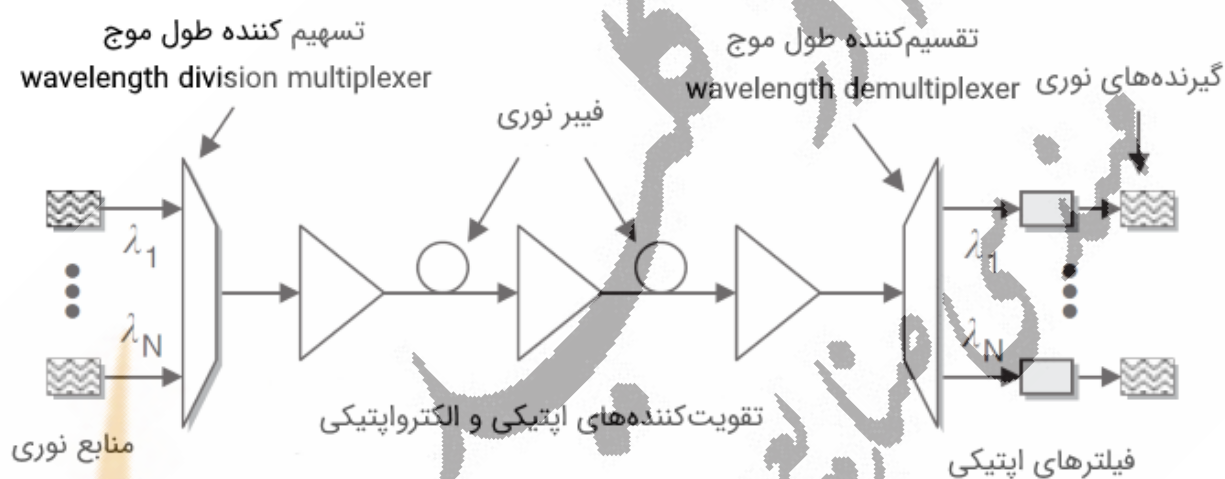 تسهیم کننده طول موج
wavelength division multiplexer
فیبر نوری
تقسیم‌کننده طول موج
wavelength demultiplexer
گیرنده‌های نوری
λ1
λN
λ1
λN
منابع نوری
تقویت‌کننده‌های اپتیکی و الکترواپتیکی
فیلترهای اپتیکی